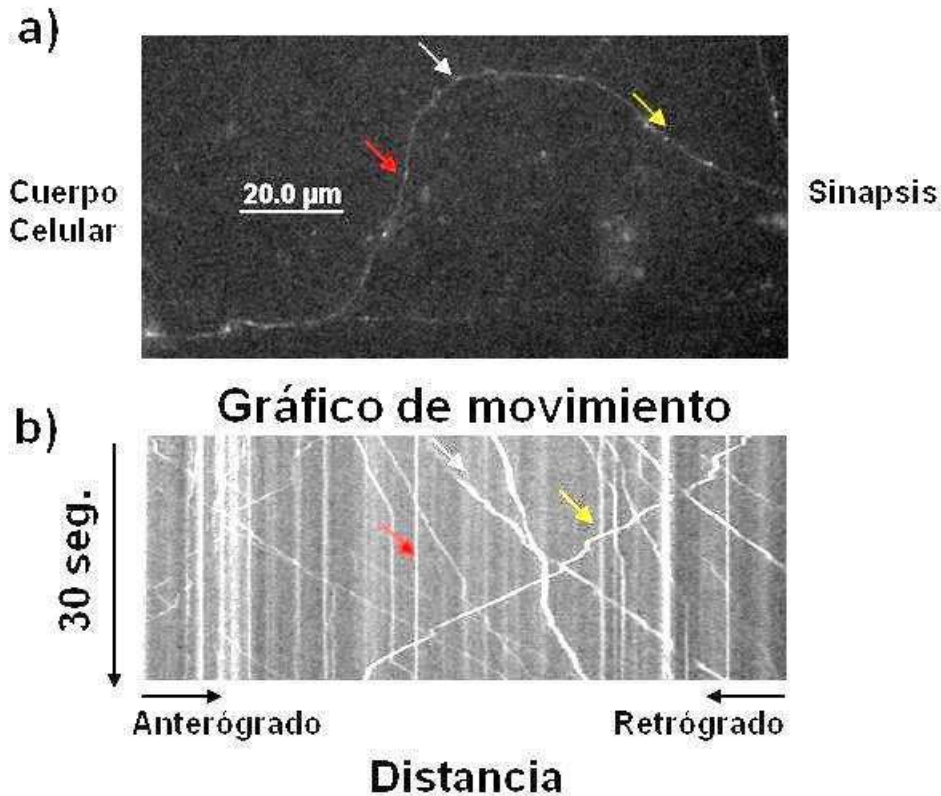 a)
Cuerpo
Celular
20.0 µm
Sinapsis
Gráfico de movimiento
b)
30 seg.
Anterógrado
Retrógrado
Distancia